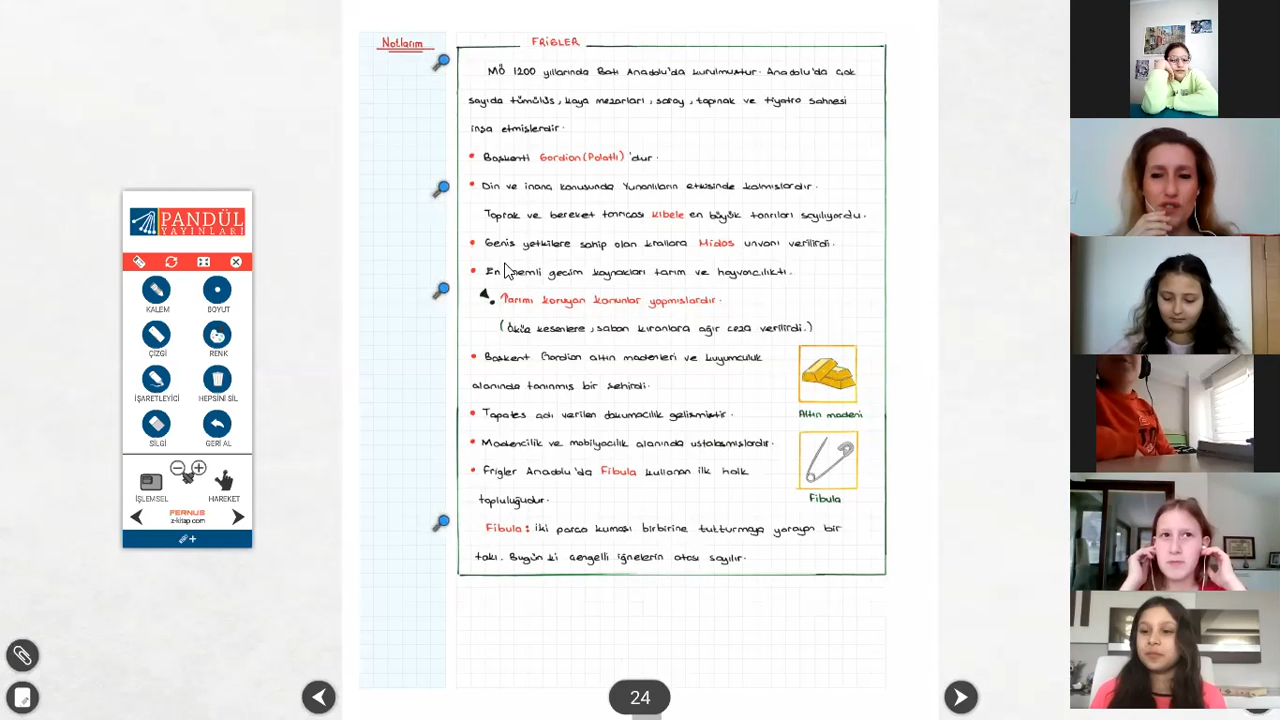 Notlarım
FRİGLER
MÖ 1200 yıllarında Batı Anadolu'da kurulmuştur. Anadolu'da çok
sayıda tümülüs, kaya mezarları, saray, tapınak ve tiyatro sahnesi
inşa etmişlerdir.
• Başkenti Gordion (Polatlı) 'dur.
• Din ve inanç konusunda Yunanlıların etkisinde kalmışlardır.
Toprak ve bereket tanrıçası kibele en büyük tanrıları sayılıyordu.
• Geniş yetkilere sahip olan krallara Midas unvanı verilirdi.
• En nemli geçim kaynakları tarım ve hayvancılıktı.
Tarımı koruyan kanunlar yapmışlardır.
(Öküz kesenlere, saban kıranlara ağır ceza verilirdi.)
• Başkent Gordion altın madenleri ve kuyumculuk
alanında tanınmış bir şehirdi.
Altın madeni
• Tapates adı verilen dokumacılık gelişmiştir.
• Madencilik ve mobilyacılık alanında ustalaşmışlardır.
• Frigler Anadolu'da Fibula kullanan ilk halk
topluluğudur.
Fibula
Fibula: iki parça kumaşı birbirine tutturmaya yarayan bir
takı. Bugün ki çengelli iğnelerin atası sayılır.
PANDÜL
YAYINLARI
KALEM
BOYUT
ÇİZGİ
RENK
İŞARETLEYİCİ
HEPSİNİ SİL
SİLGİ
GERİ AL
İŞLEMSEL
HAREKET
FERNUS
z-kitap.com
24